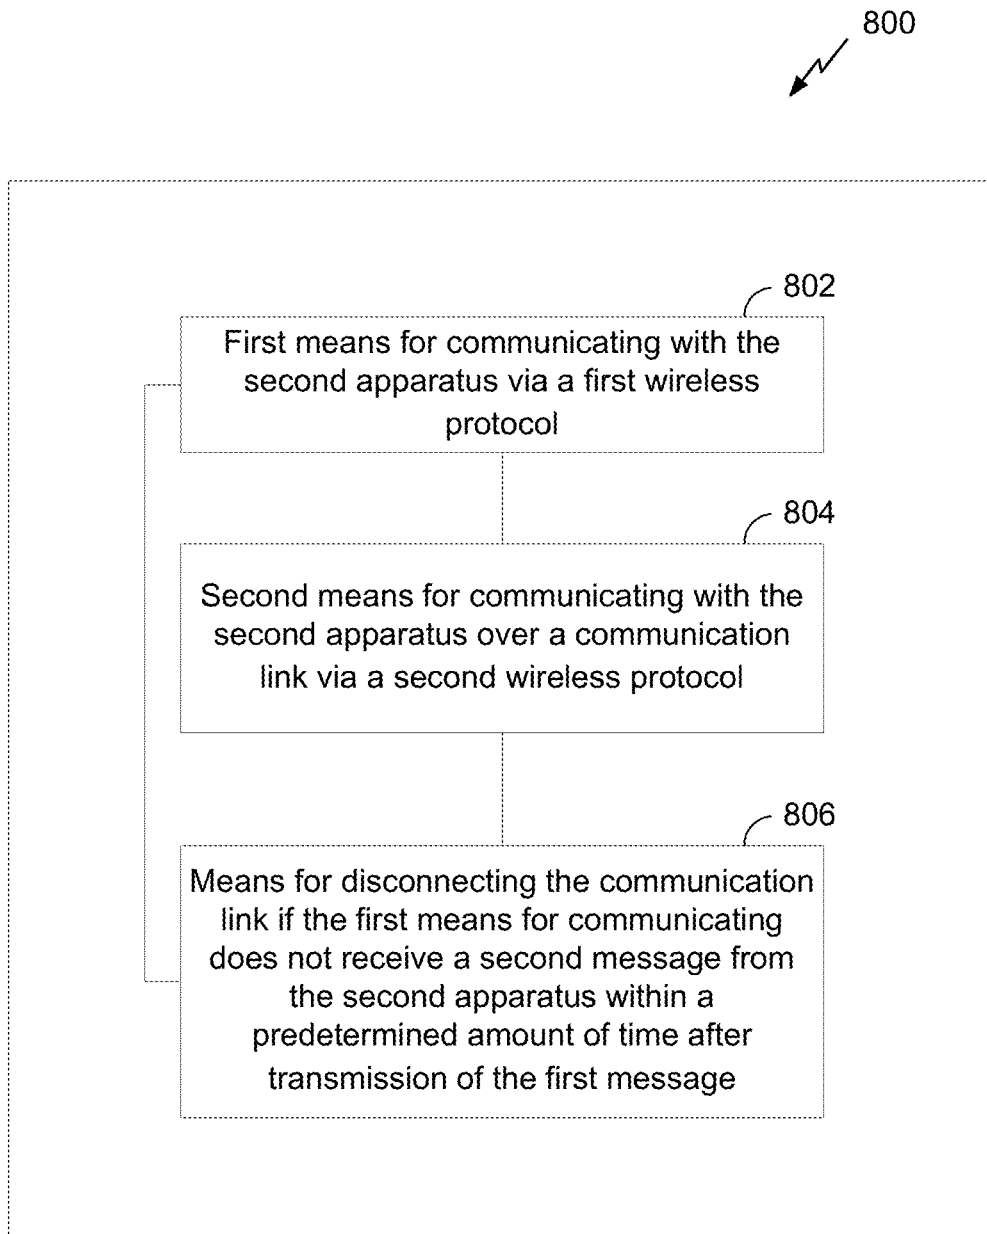 800
802
First means for communicating with the
second apparatus via a first wireless
protocol
804
Second means for communicating with the
second apparatus over a communication
link via a second wireless protocol
806
Means for disconnecting the communication
link if the first means for communicating
does not receive a second message from
the second apparatus within a
predetermined amount of time after
transmission of the first message